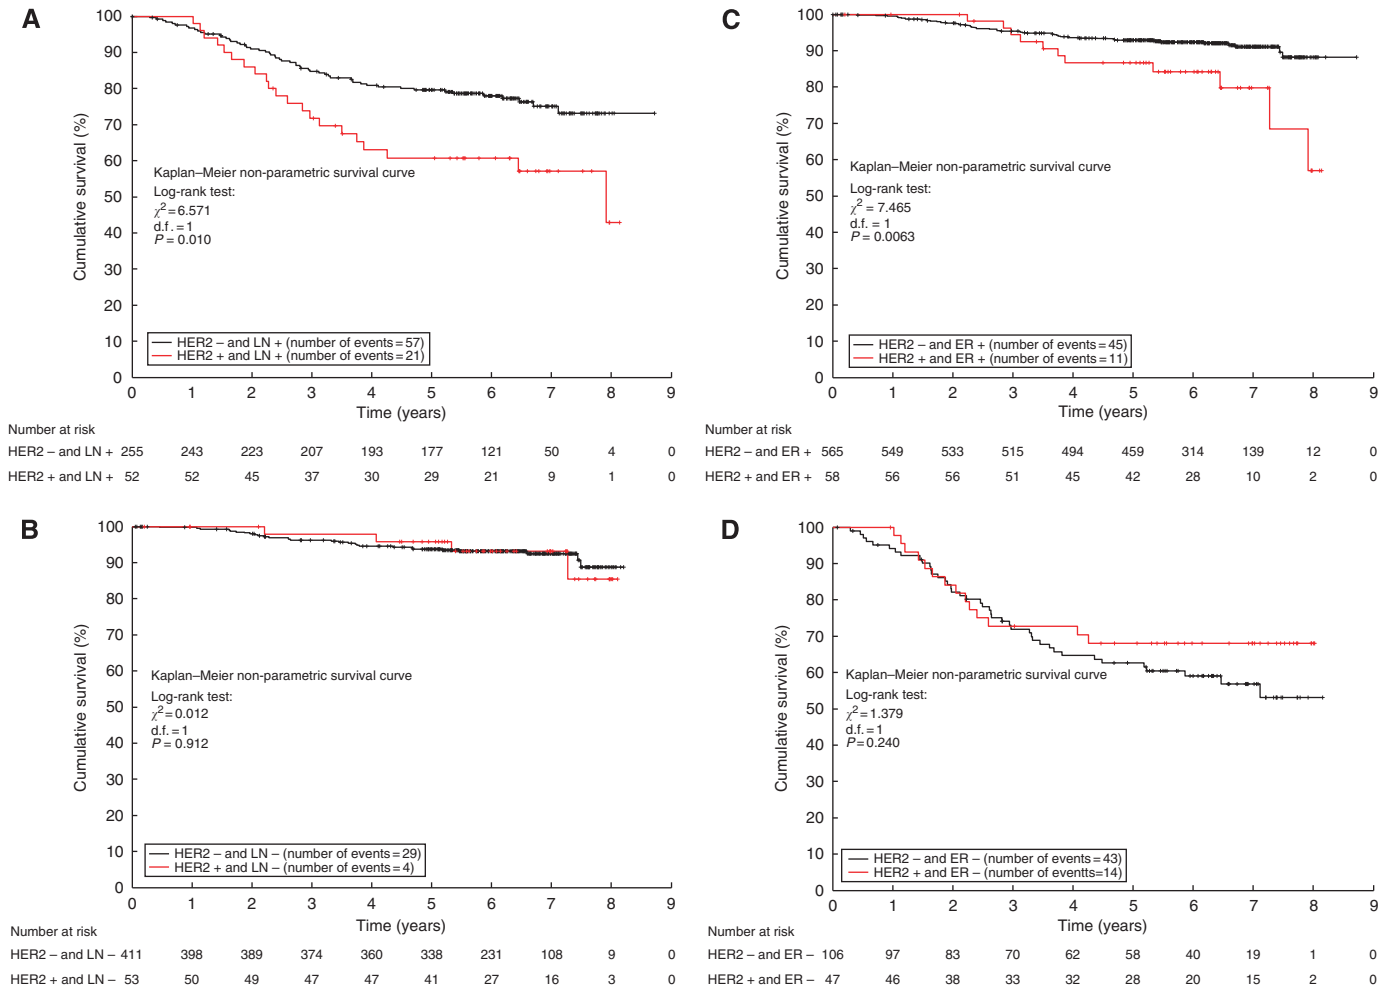 A
100
90
80
70
60
50
40
30
20
10
0
Cumulative survival (%)
Kaplan–Meier non-parametric survival curve
Log-rank test:
χ²=6.571
d.f.=1
P=0.010
HER2 – and LN + (number of events=57)
HER2 + and LN + (number of events=21)
0 1 2 3 4 5 6 7 8 9
Time (years)
Number at risk
HER2 – and LN + 255 243 223 207 193 177 121 50 4 0
HER2 + and LN + 52 52 45 37 30 29 21 9 1 0
C
100
90
80
70
60
50
40
30
20
10
0
Cumulative survival (%)
Kaplan–Meier non-parametric survival curve
Log-rank test:
χ² = 7.465
d.f. = 1
P = 0.0063
HER2 – and ER + (number of events=45)
HER2 + and ER + (number of events=11)
0 1 2 3 4 5 6 7 8 9
Time (years)
Number at risk
HER2 – and ER + 565 549 533 515 494 459 314 139 12 0
HER2 + and ER + 58 56 56 51 45 42 28 10 2 0
B
100
90
80
70
60
50
40
30
20
10
0
Cumulative survival (%)
Kaplan–Meier non-parametric survival curve
Log-rank test:
χ²=0.012
d.f.=1
P = 0.912
HER2 – and LN – (number of events=29)
HER2 + and LN – (number of events=4)
0 1 2 3 4 5 6 7 8 9
Time (years)
Number at risk
HER2 – and LN – 411 398 389 374 360 338 231 108 9 0
HER2 + and LN – 53 50 49 47 47 41 27 16 3 0
D
100
90
80
70
60
50
40
30
20
10
0
Cumulative survival (%)
Kaplan–Meier non-parametric survival curve
Log-rank test:
χ²=1.379
d.f.=1
P=0.240
HER2 – and ER – (number of events=43)
HER2 + and ER – (number of eventts=14)
0 1 2 3 4 5 6 7 8 9
Time (years)
Number at risk
HER2 – and ER – 106 97 83 70 62 58 40 19 1 0
HER2 + and ER – 47 46 38 33 32 28 20 15 2 0